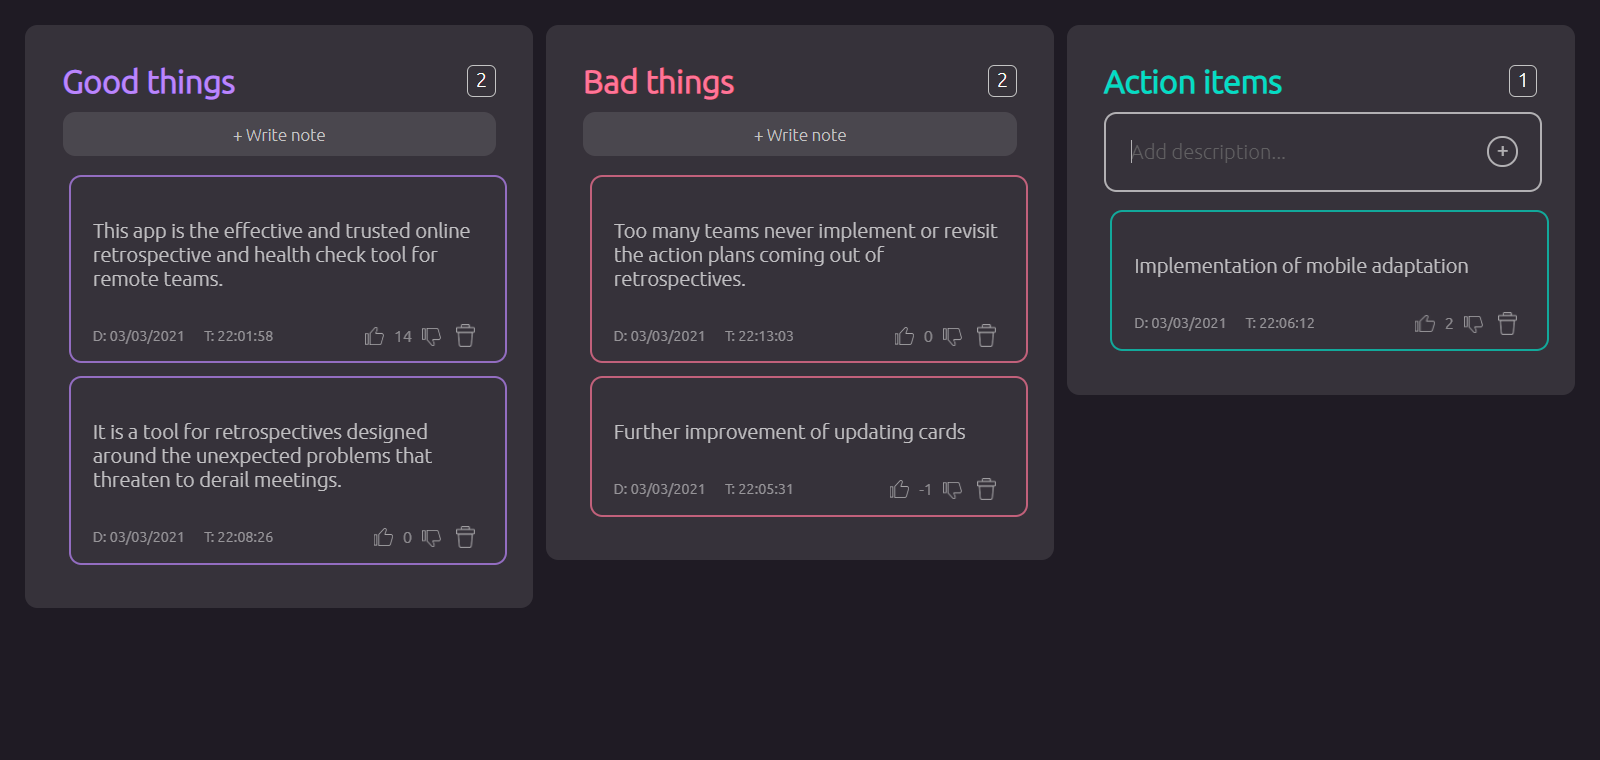 Good things 2
+ Write note
This app is the effective and trusted online
retrospective and health check tool for
remote teams.
D: 03/03/2021 T: 22:01:58 14
It is a tool for retrospectives designed
around the unexpected problems that
threaten to derail meetings.
D: 03/03/2021 T: 22:08:26 0
Bad things 2
+ Write note
Too many teams never implement or revisit
the action plans coming out of
retrospectives.
D: 03/03/2021 T: 22:13:03 0
Further improvement of updating cards
D: 03/03/2021 T: 22:05:31 -1
Action items 1
Add description...
+
Implementation of mobile adaptation
D: 03/03/2021 T: 22:06:12 2